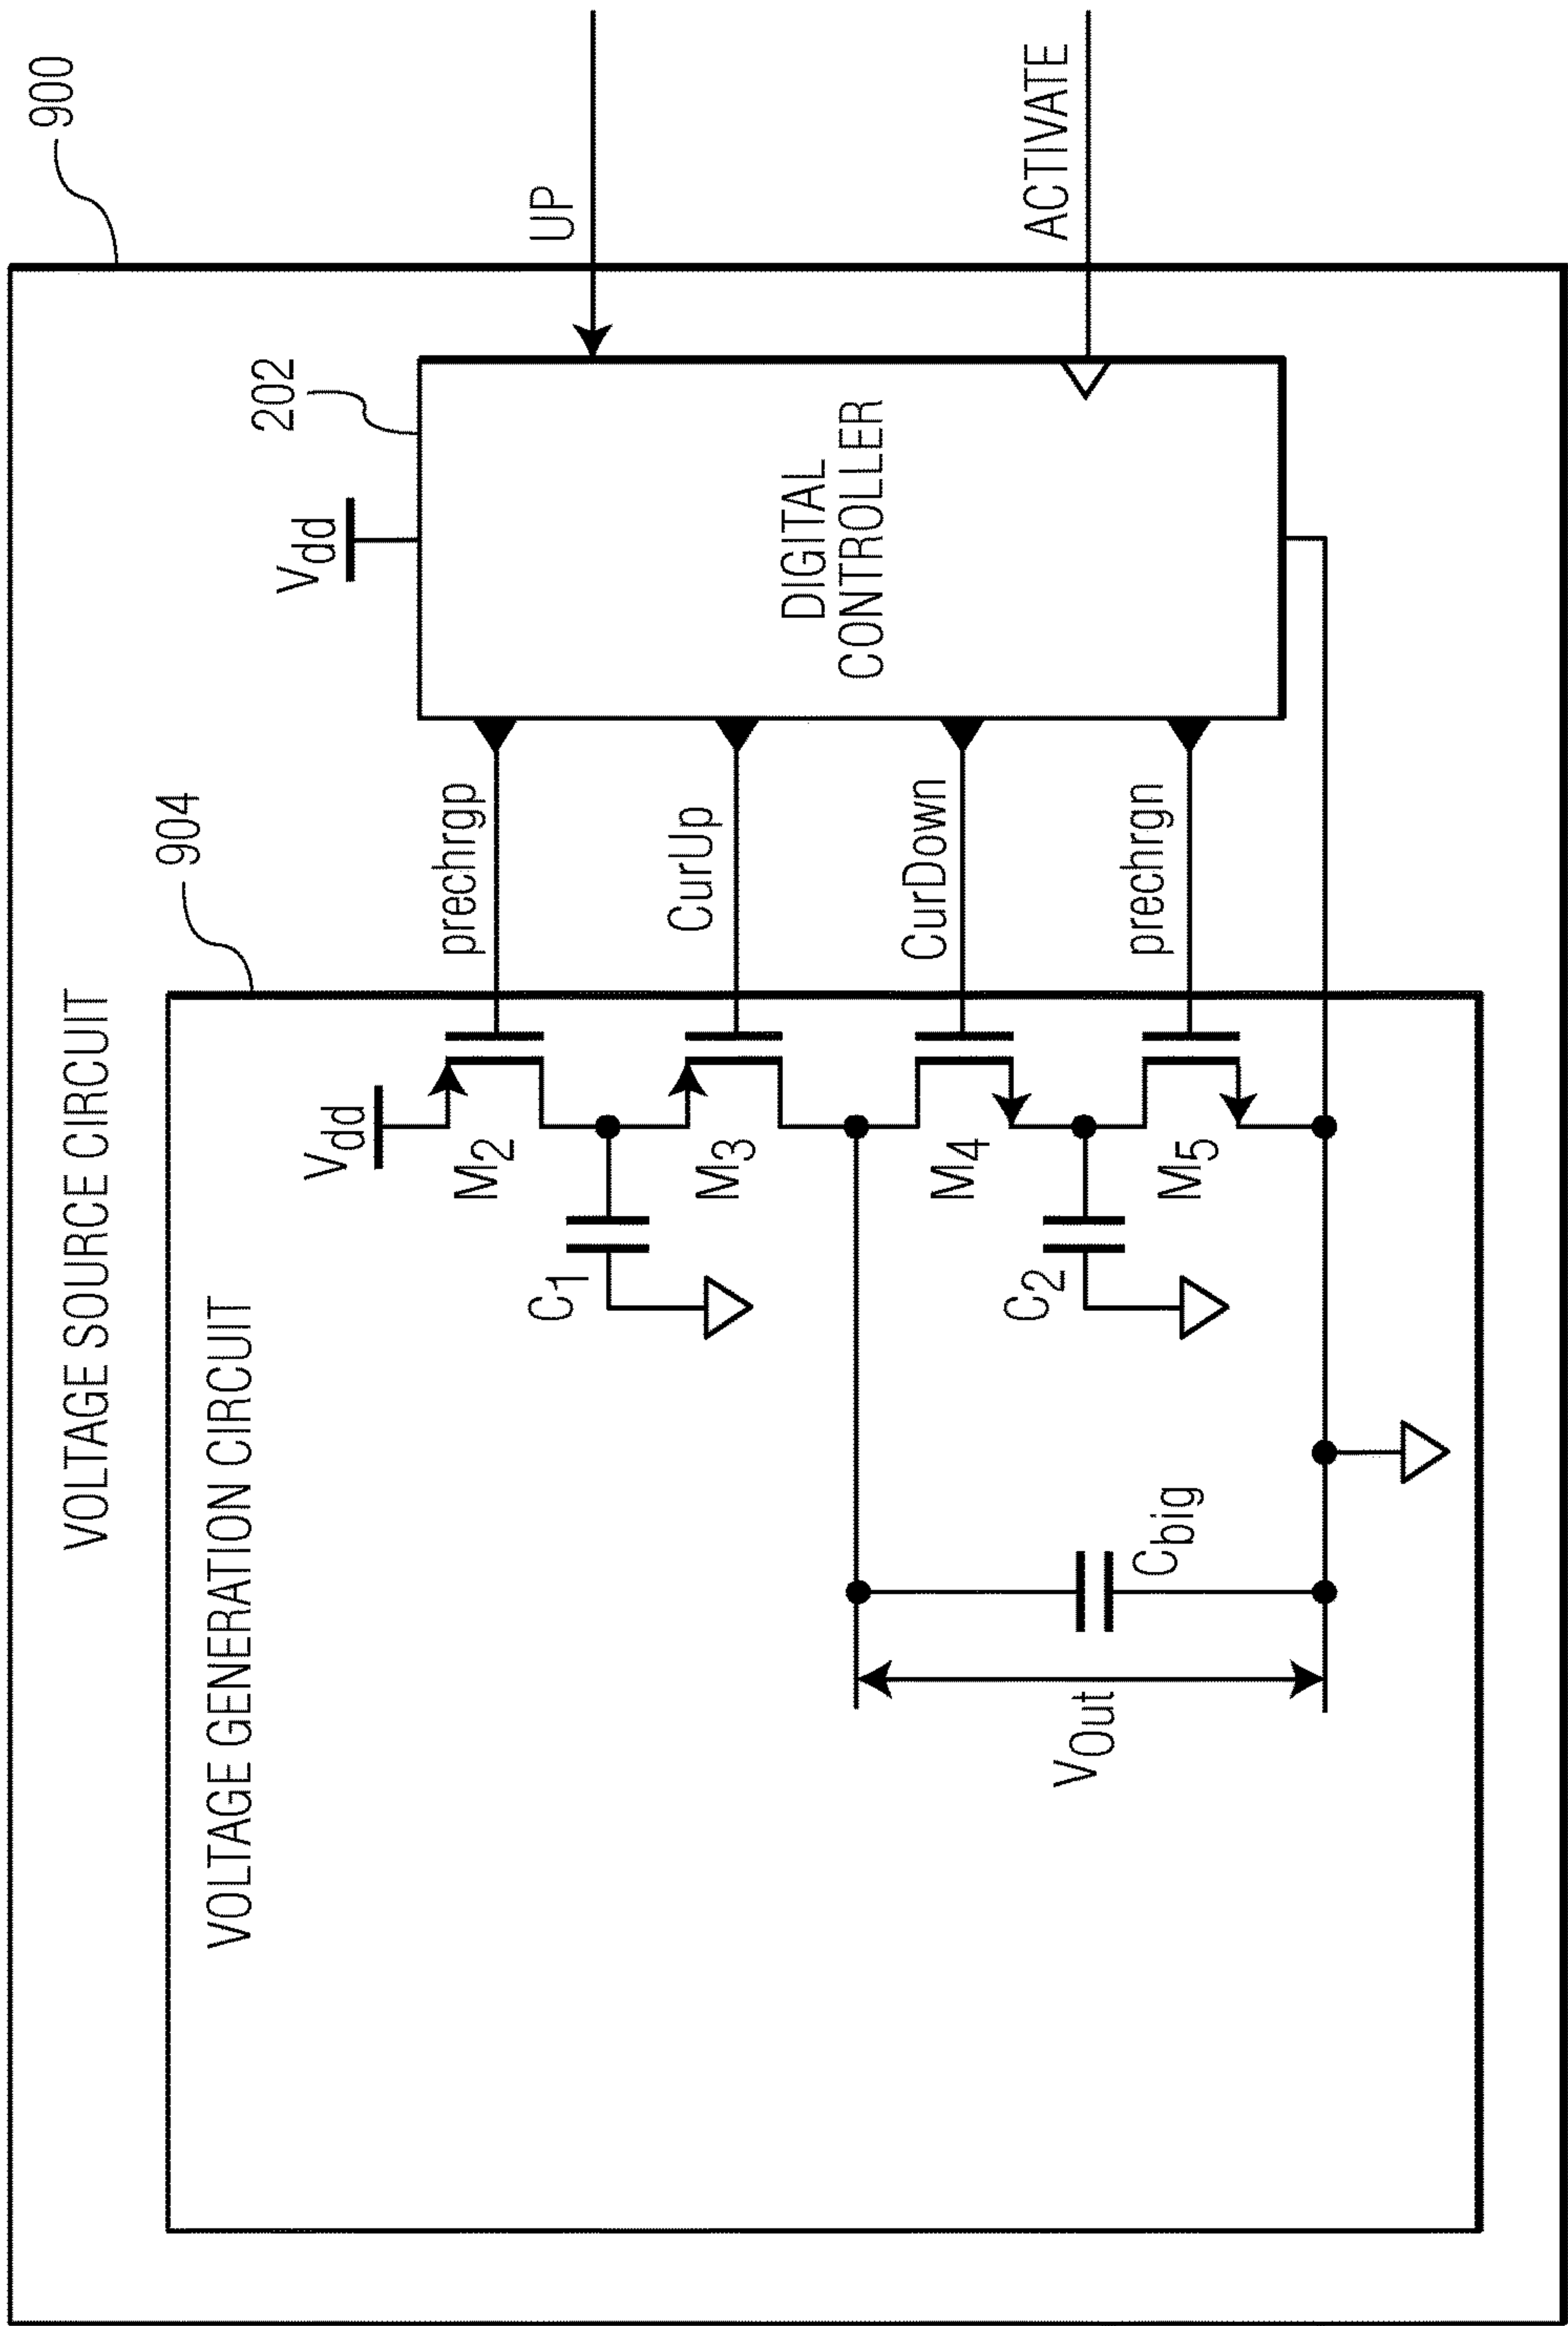 VOLTAGE SOURCE CIRCUIT
900
VOLTAGE GENERATION CIRCUIT
904
202
Vdd
Vdd
UP
ACTIVATE
DIGITAL
CONTROLLER
prechrgp
CurUp
CurDown
prechrgn
M2
M3
M4
M5
C1
C2
Cbig
VOut